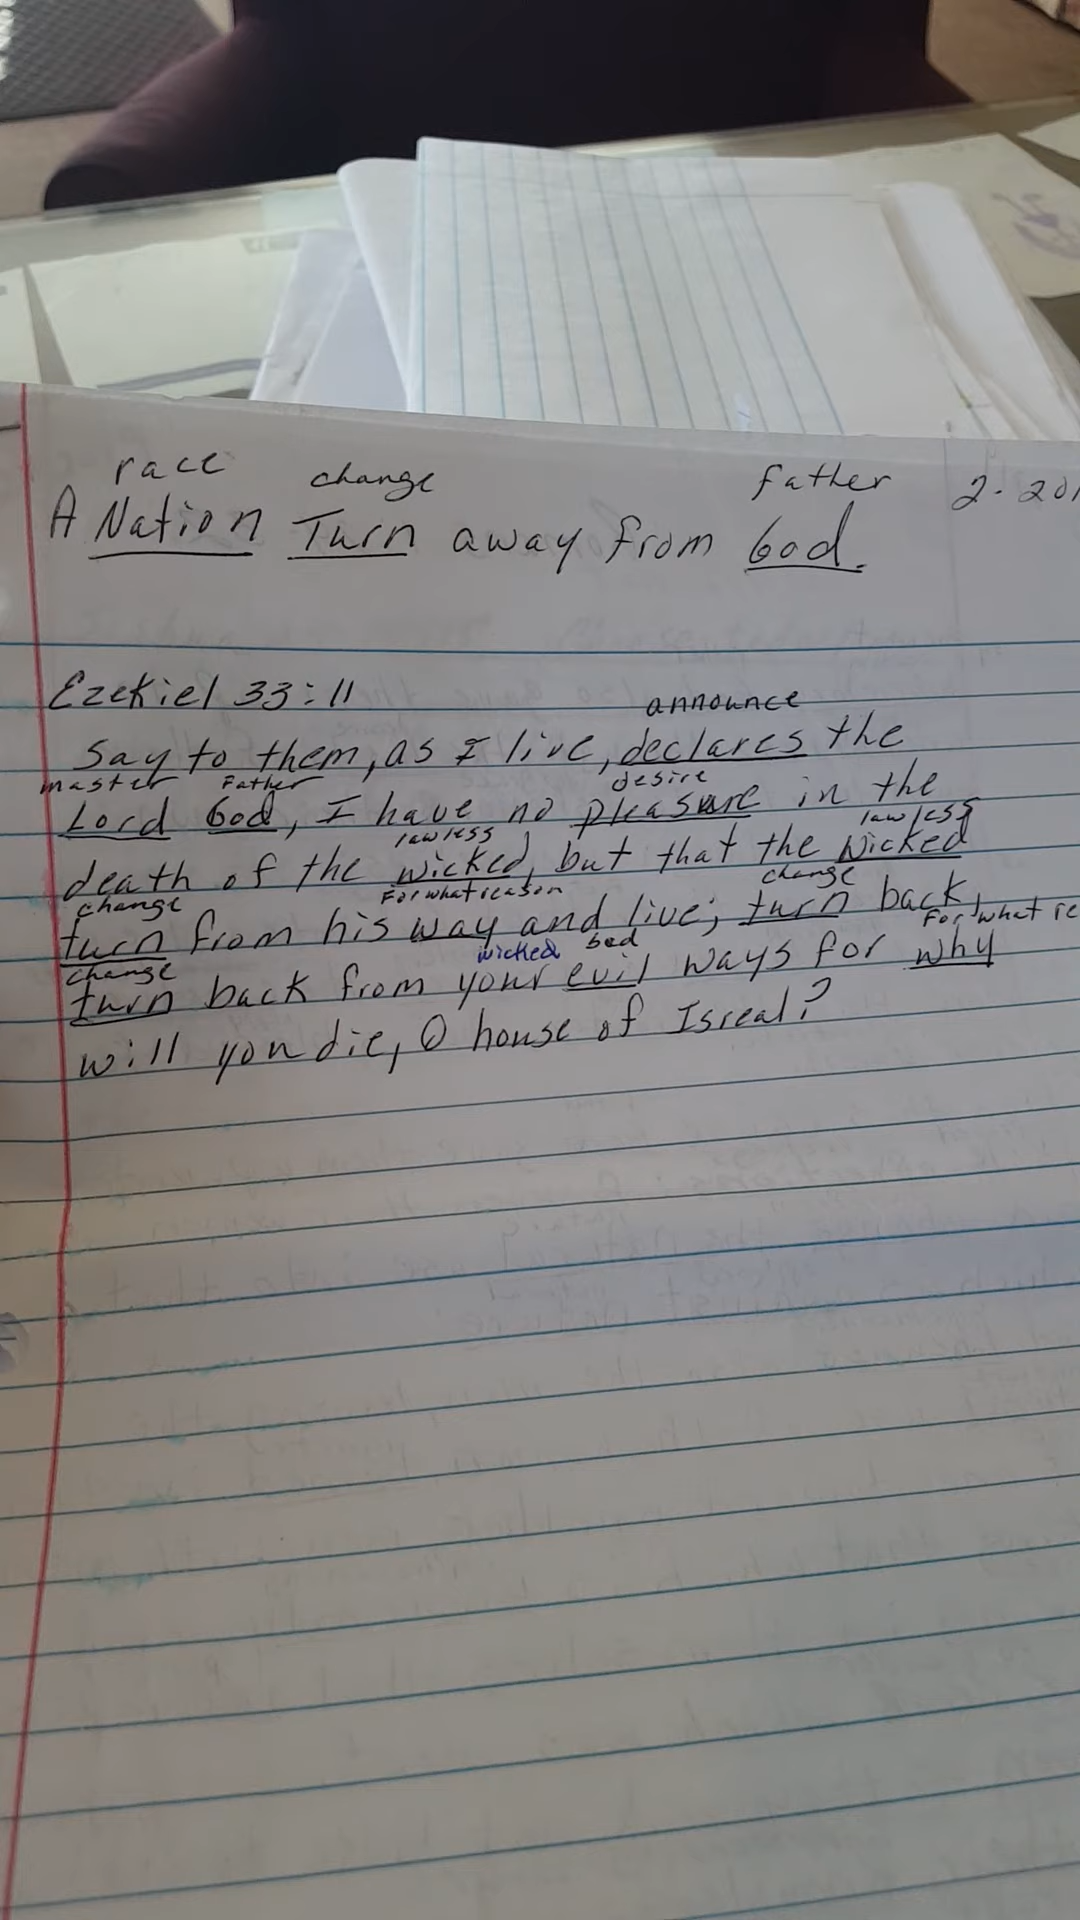 race change father 2-201
A Nation Turn away from God.
Ezekiel 33:11
announce
Say to them, as I live, declares the
master Father desire
Lord God, I have no pleasure in the
lawless lawless
death of the wicked, but that the wicked
change For what reason change
turn from his way and live; turn back,
change wicked bad For what re
turn back from your evil ways for why
will you die, O house of Isreal?